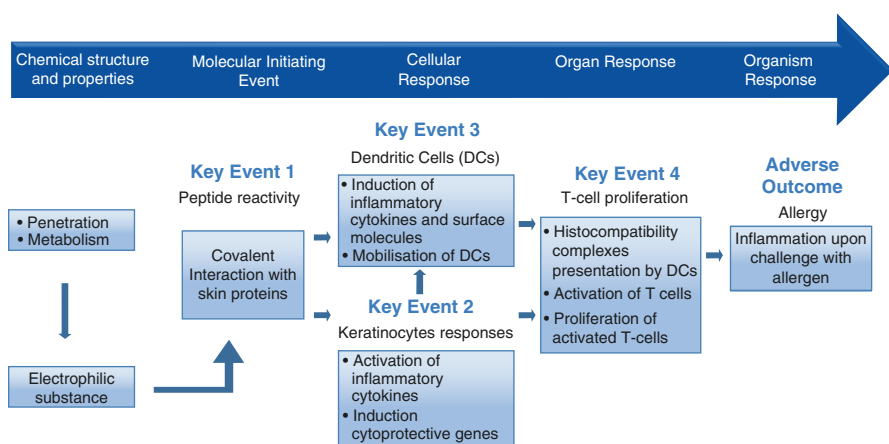 Chemical structure
and properties
Molecular Initiating
Event
Cellular
Response
Organ Response
Organism
Response
• Penetration
• Metabolism
Electrophilic
substance
Key Event 1
Peptide reactivity
Covalent
Interaction with
skin proteins
Key Event 3
Dendritic Cells (DCs)
• Induction of
inflammatory
cytokines and surface
molecules
• Mobilisation of DCs
Key Event 2
Keratinocytes responses
• Activation of
inflammatory
cytokines
• Induction
cytoprotective genes
Key Event 4
T-cell proliferation
• Histocompatibility
complexes
presentation by DCs
• Activation of T cells
• Proliferation of
activated T-cells
Adverse
Outcome
Allergy
Inflammation upon
challenge with
allergen